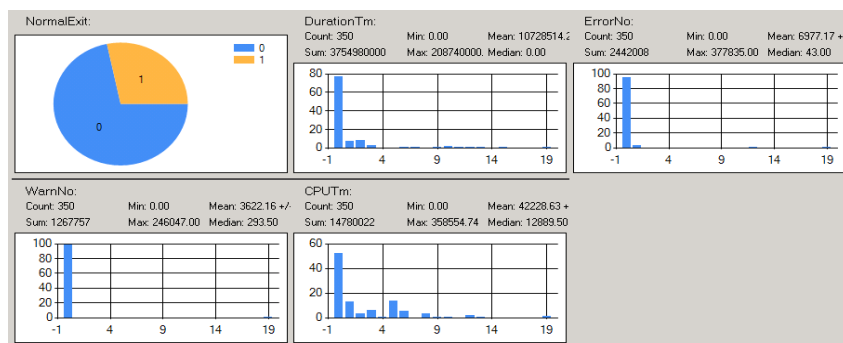 NormalExit:
0
1
1
0
DurationTm:
Count: 350 Min: 0.00 Mean: 10728514.2
Sum: 3754980000 Max: 208740000. Median: 0.00
80
60
40
20
0
-1 4 9 14 19
ErrorNo:
Count: 350 Min: 0.00 Mean: 6977.17 +
Sum: 2442008 Max: 377835.00 Median: 43.00
100
80
60
40
20
0
-1 4 9 14 19
WarnNo:
Count: 350 Min: 0.00 Mean: 3622.16 +/-
Sum: 1267757 Max: 246047.00 Median: 293.50
100
80
60
40
20
0
-1 4 9 14 19
CPUTm:
Count: 350 Min: 0.00 Mean: 42228.63 +
Sum: 14780022 Max: 358554.74 Median: 12889.50
60
40
20
0
-1 4 9 14 19